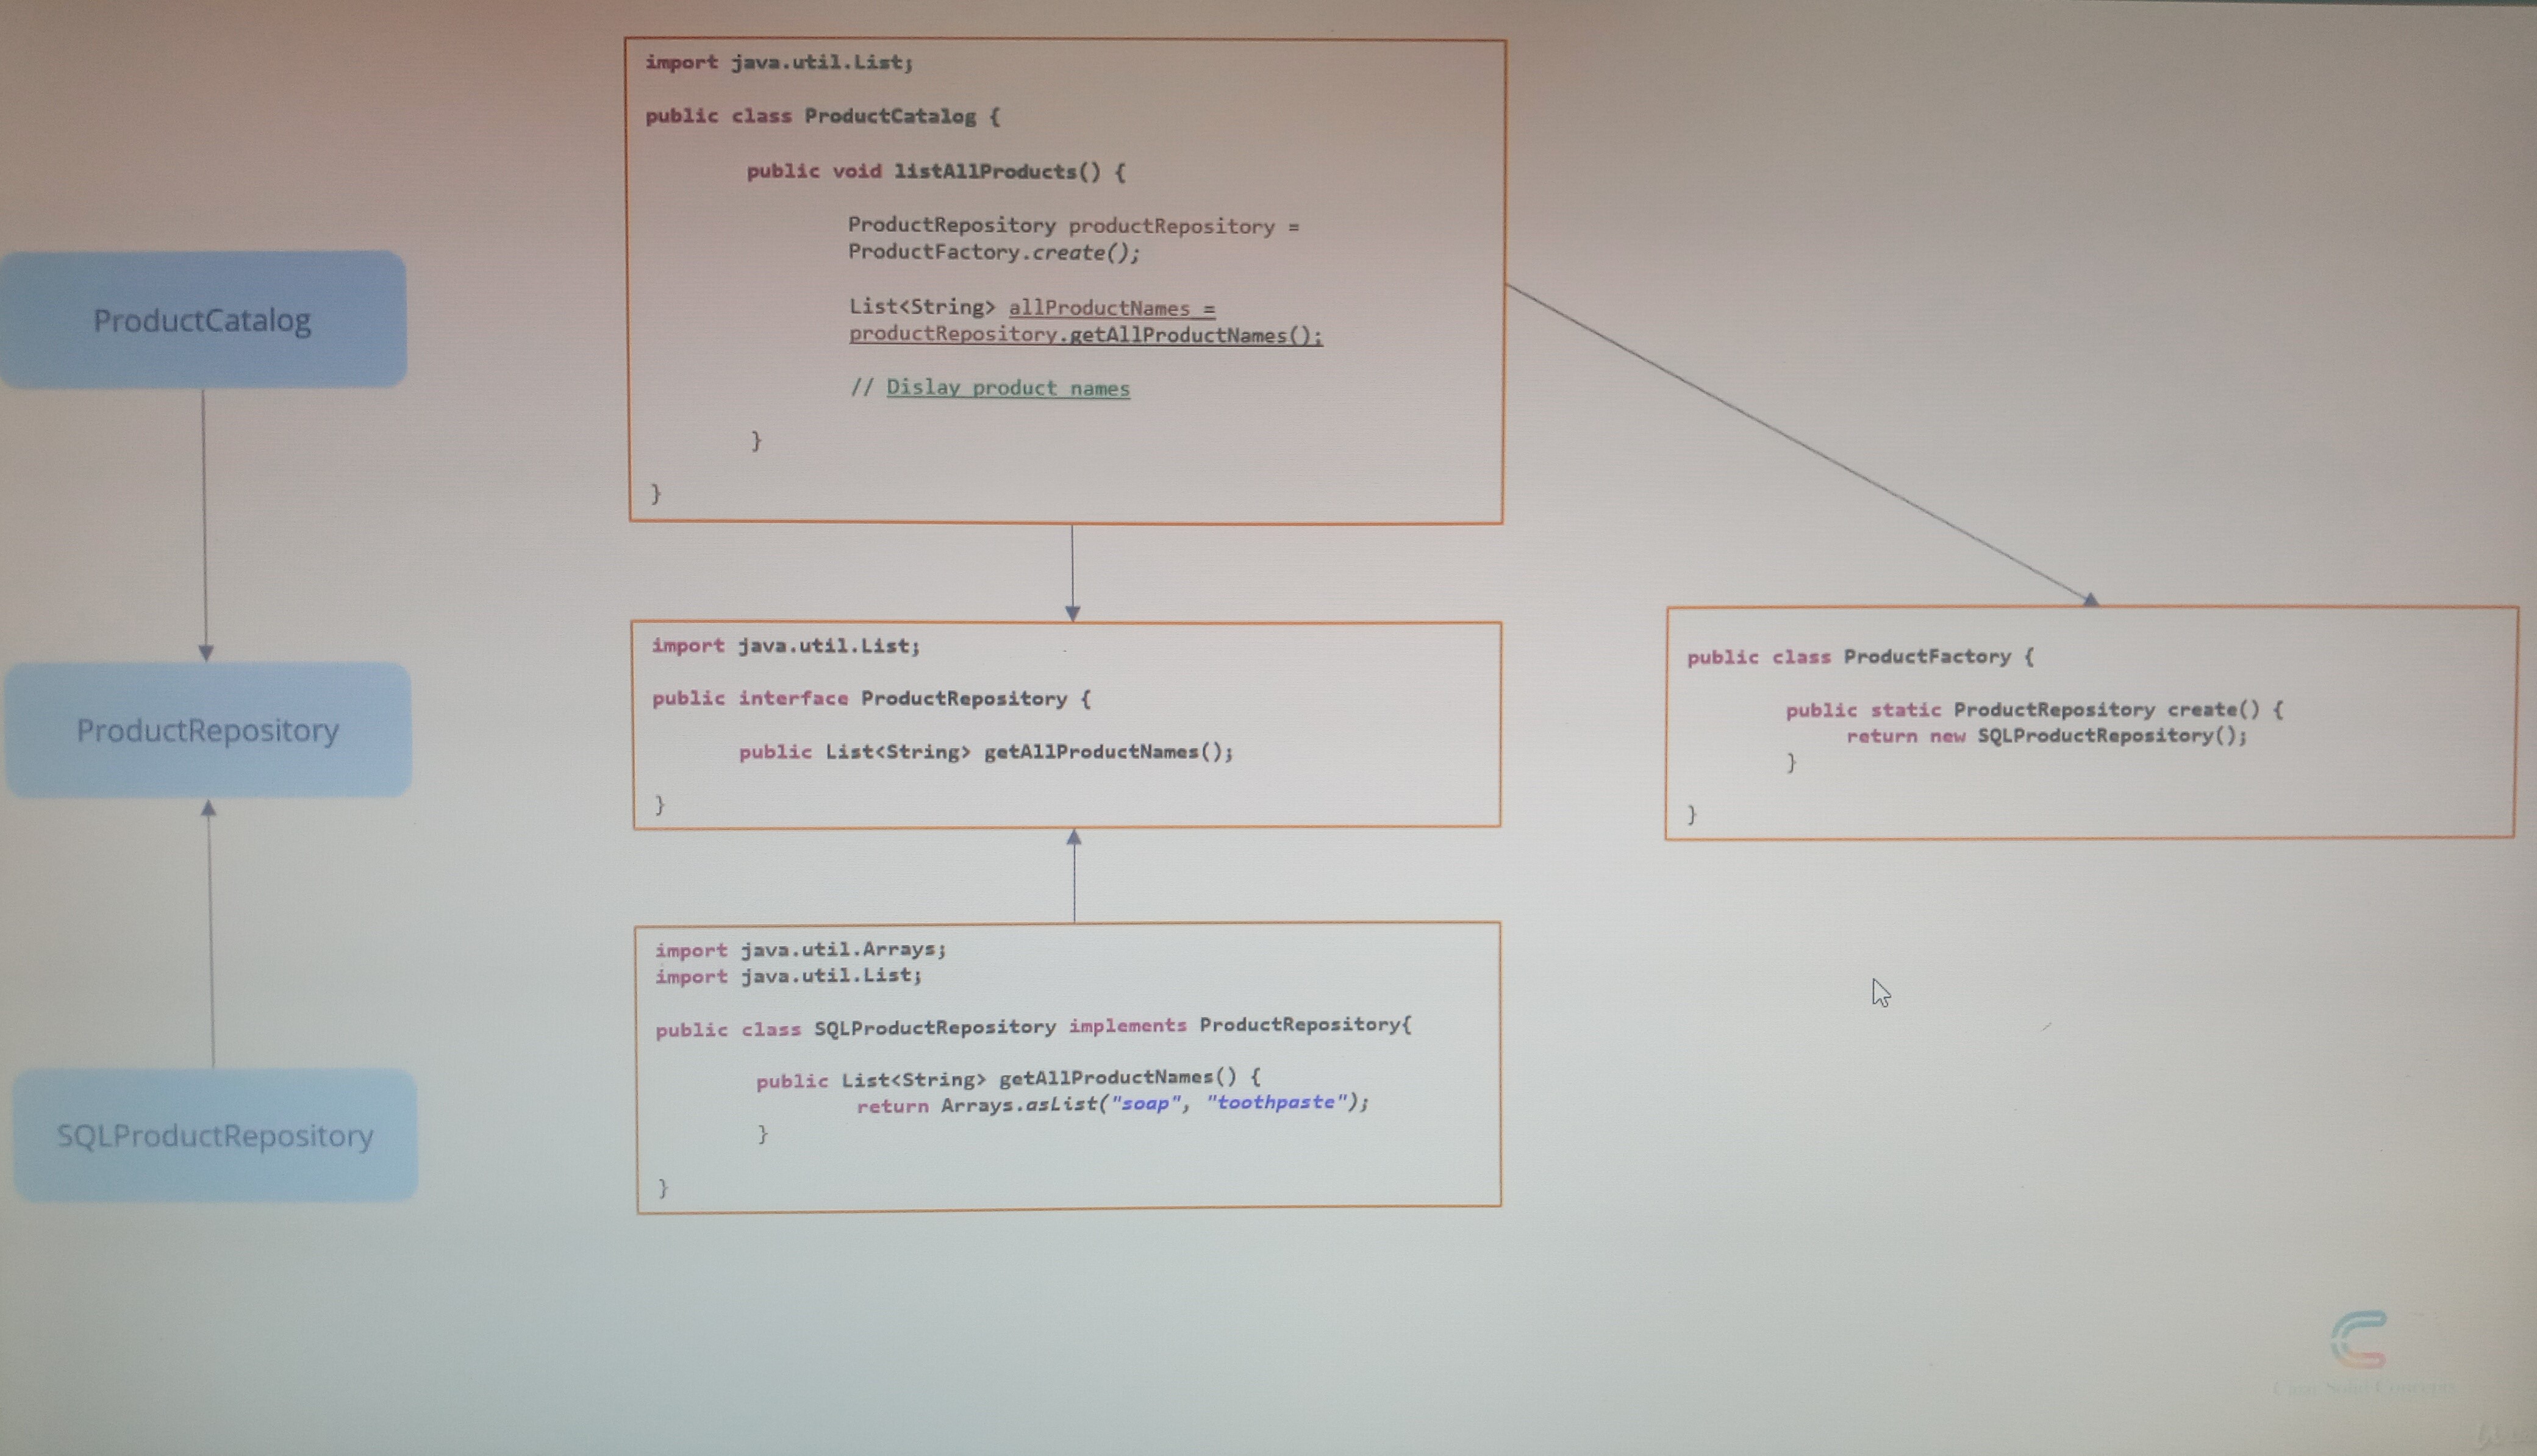 ProductCatalog
ProductRepository
SQLProductRepository
import java.util.List;
public class ProductCatalog {
public void listAllProducts() {
ProductRepository productRepository =
ProductFactory.create();
List<String> allProductNames =
productRepository.getAllProductNames();
// Dislay product names
}
}
import java.util.List;
public interface ProductRepository {
public List<String> getAllProductNames();
}
import java.util.Arrays;
import java.util.List;
public class SQLProductRepository implements ProductRepository{
public List<String> getAllProductNames() {
return Arrays.asList("soap", "toothpaste");
}
}
public class ProductFactory {
public static ProductRepository create() {
return new SQLProductRepository();
}
}